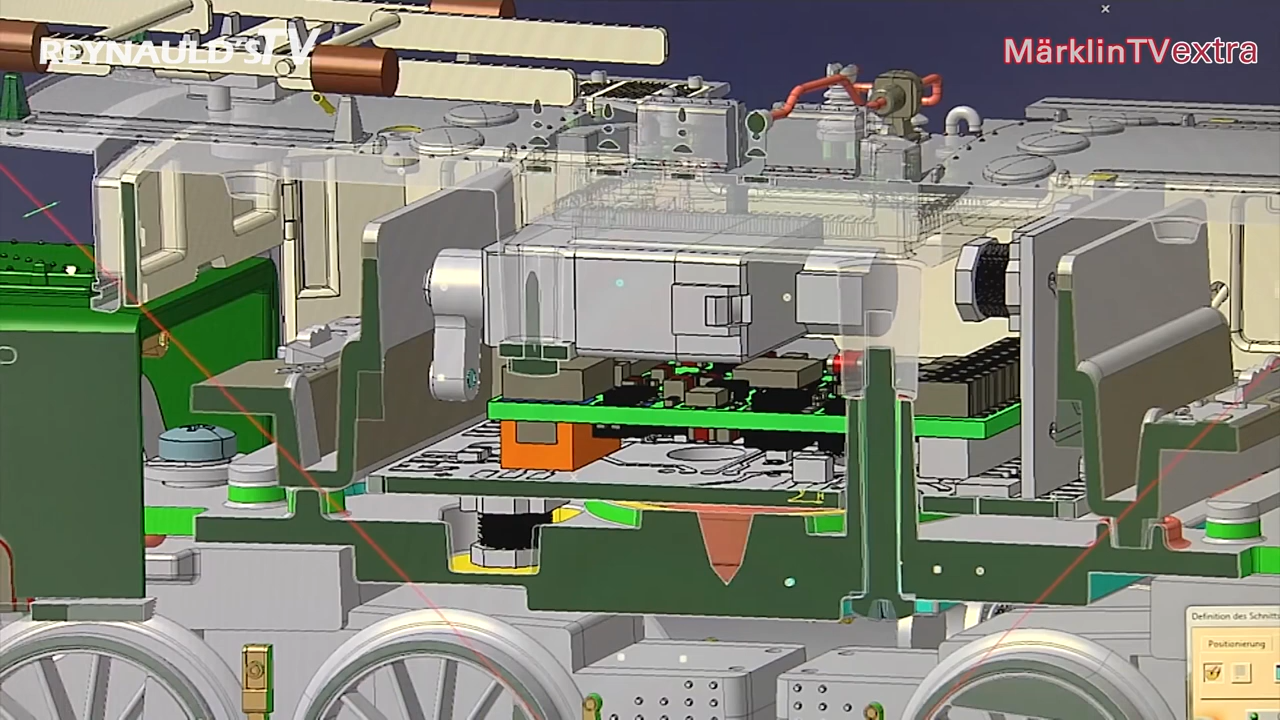 REYNAULD'S TV
MärklinTVextra
Definition des Schnitts
Positionierung